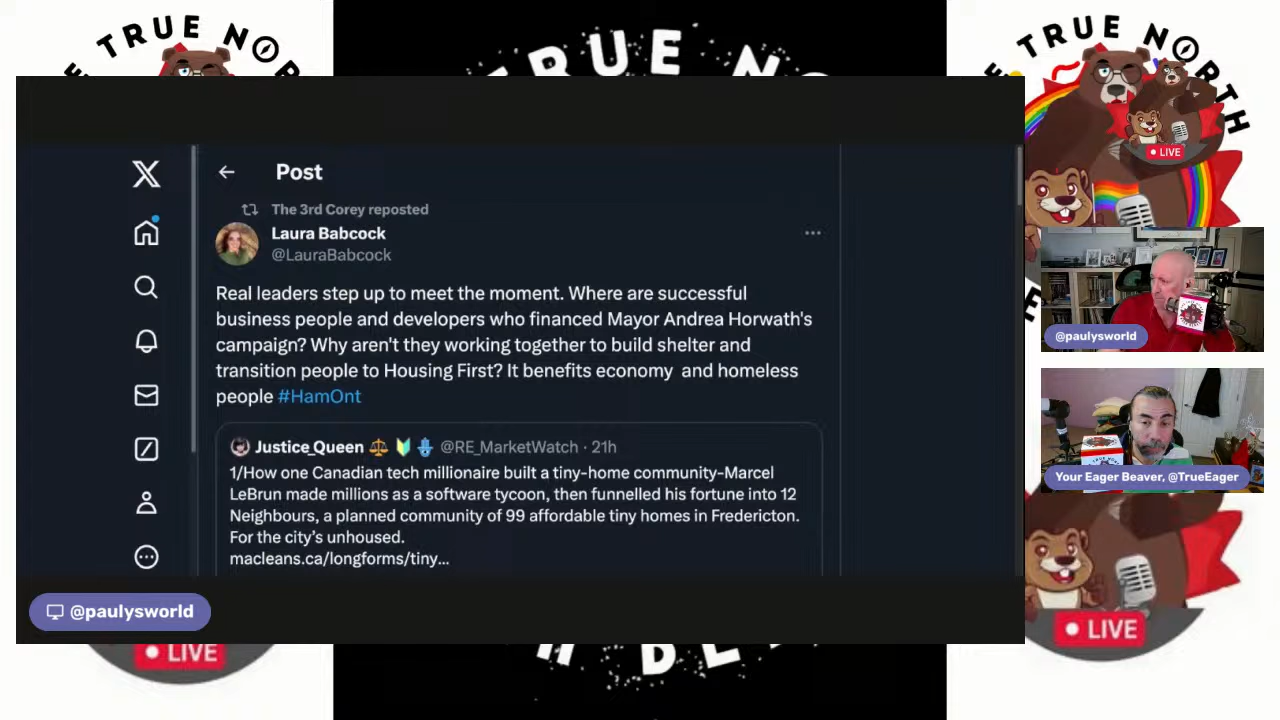 TRUE NO
TRUE NO
TRUE NORTH
LIVE
Post
The 3rd Corey reposted
Laura Babcock
@LauraBabcock
Real leaders step up to meet the moment. Where are successful
business people and developers who financed Mayor Andrea Horwath's
campaign? Why aren't they working together to build shelter and
transition people to Housing First? It benefits economy and homeless
people #HamOnt
Justice_Queen @RE_MarketWatch · 21h
1/How one Canadian tech millionaire built a tiny-home community-Marcel
LeBrun made millions as a software tycoon, then funnelled his fortune into 12
Neighbours, a planned community of 99 affordable tiny homes in Fredericton.
For the city's unhoused.
macleans.ca/longforms/tiny...
@paulysworld
@paulysworld
Your Eager Beaver, @TrueEager
LIVE
LIVE